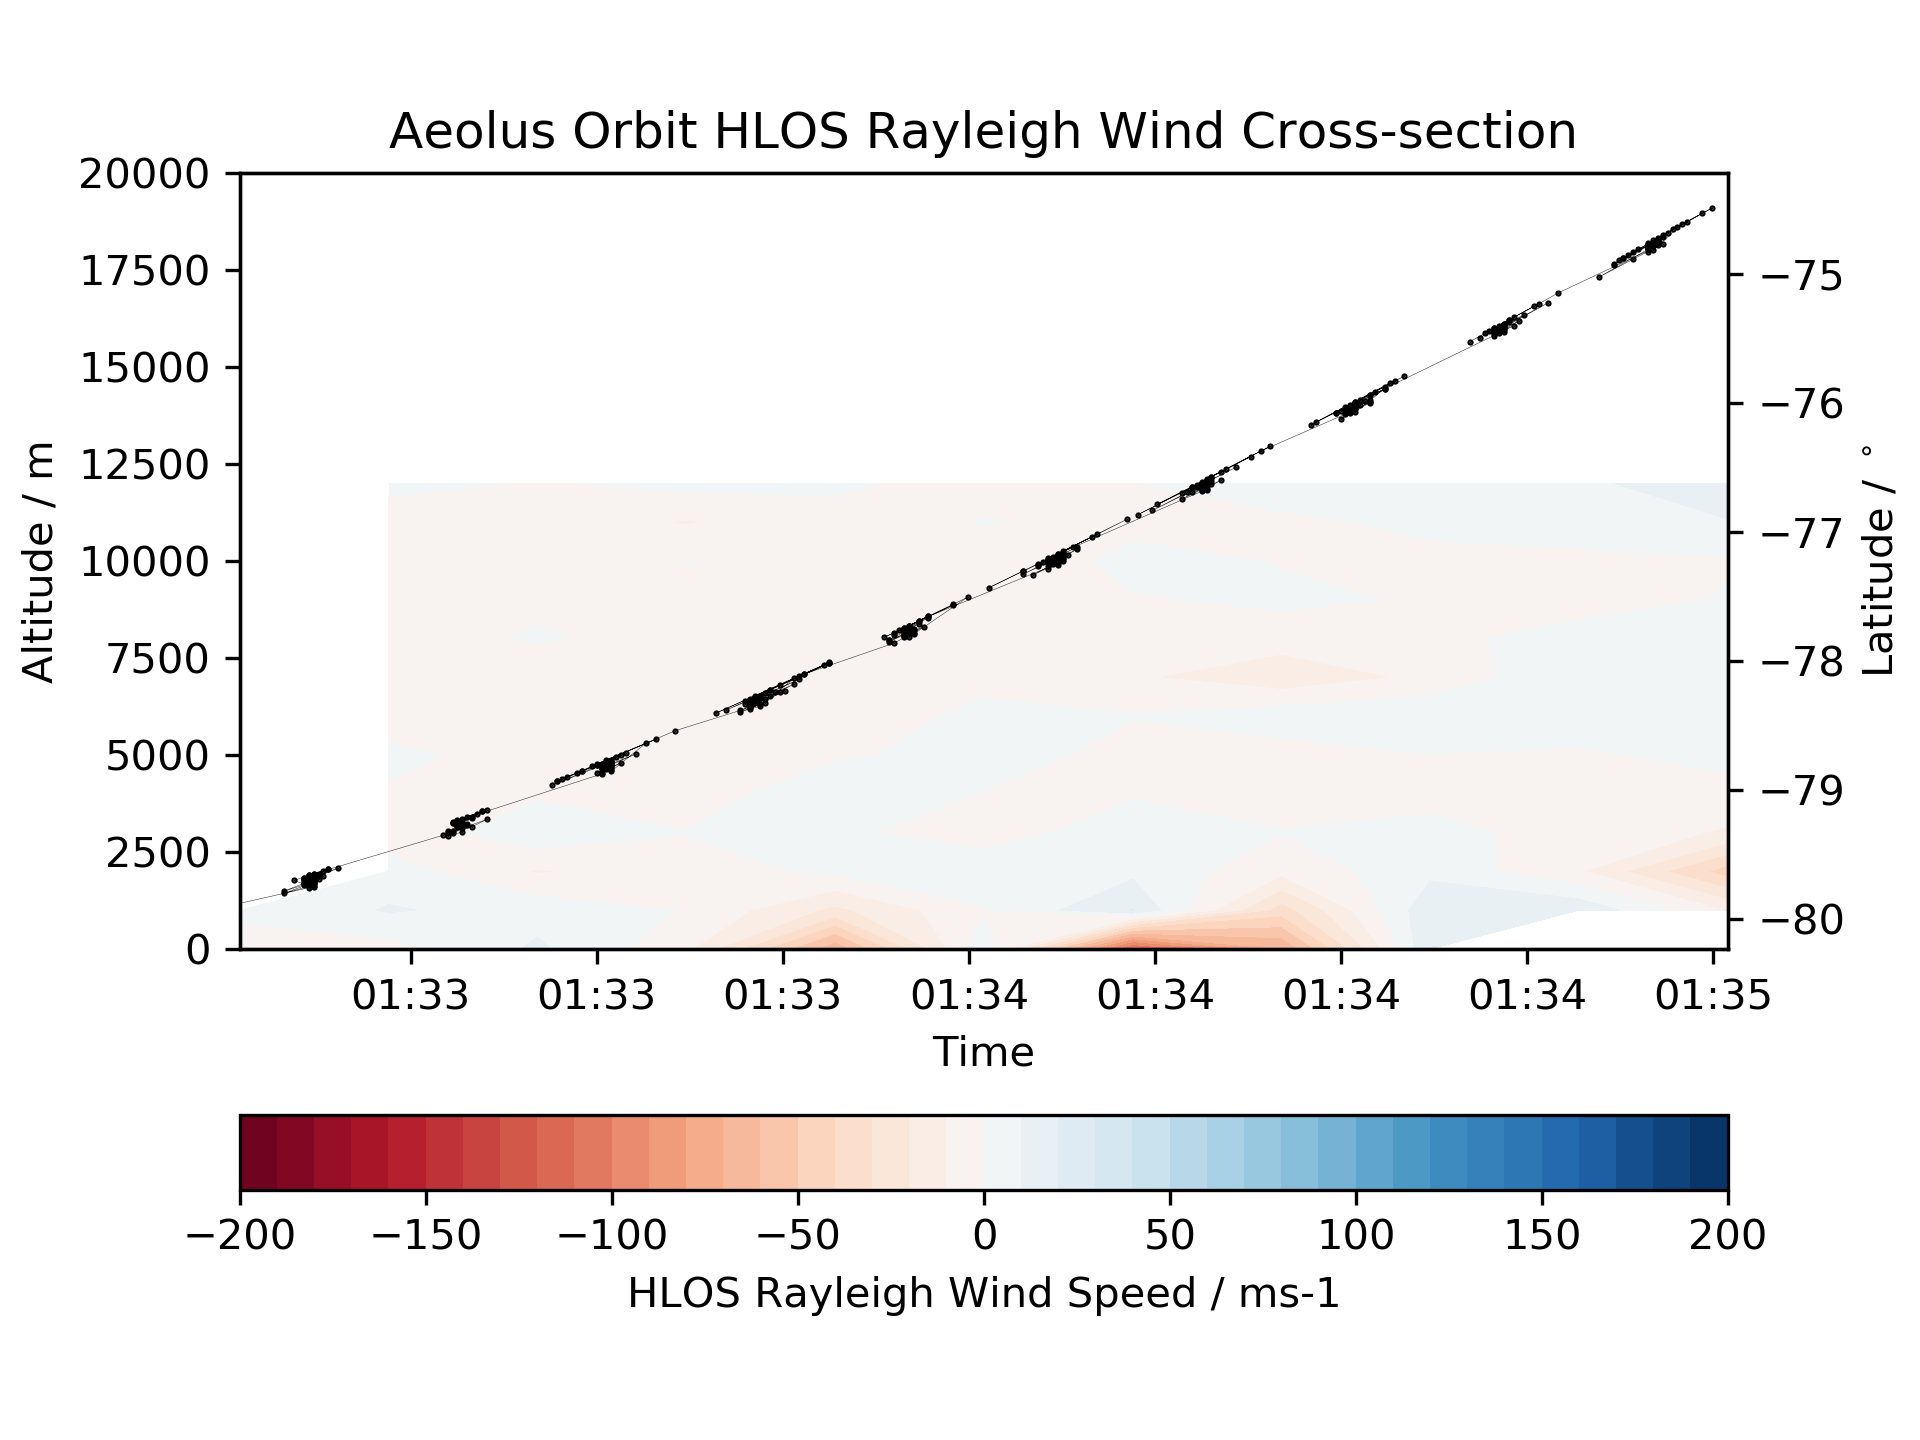 Aeolus Orbit HLOS Rayleigh Wind Cross-section
20000
17500
15000
12500
10000
7500
5000
2500
0
Altitude / m
−75
−76
−77
−78
−79
−80
Latitude / °
01:33 01:33 01:33 01:34 01:34 01:34 01:34 01:35
Time
−200 −150 −100 −50 0 50 100 150 200
HLOS Rayleigh Wind Speed / ms-1